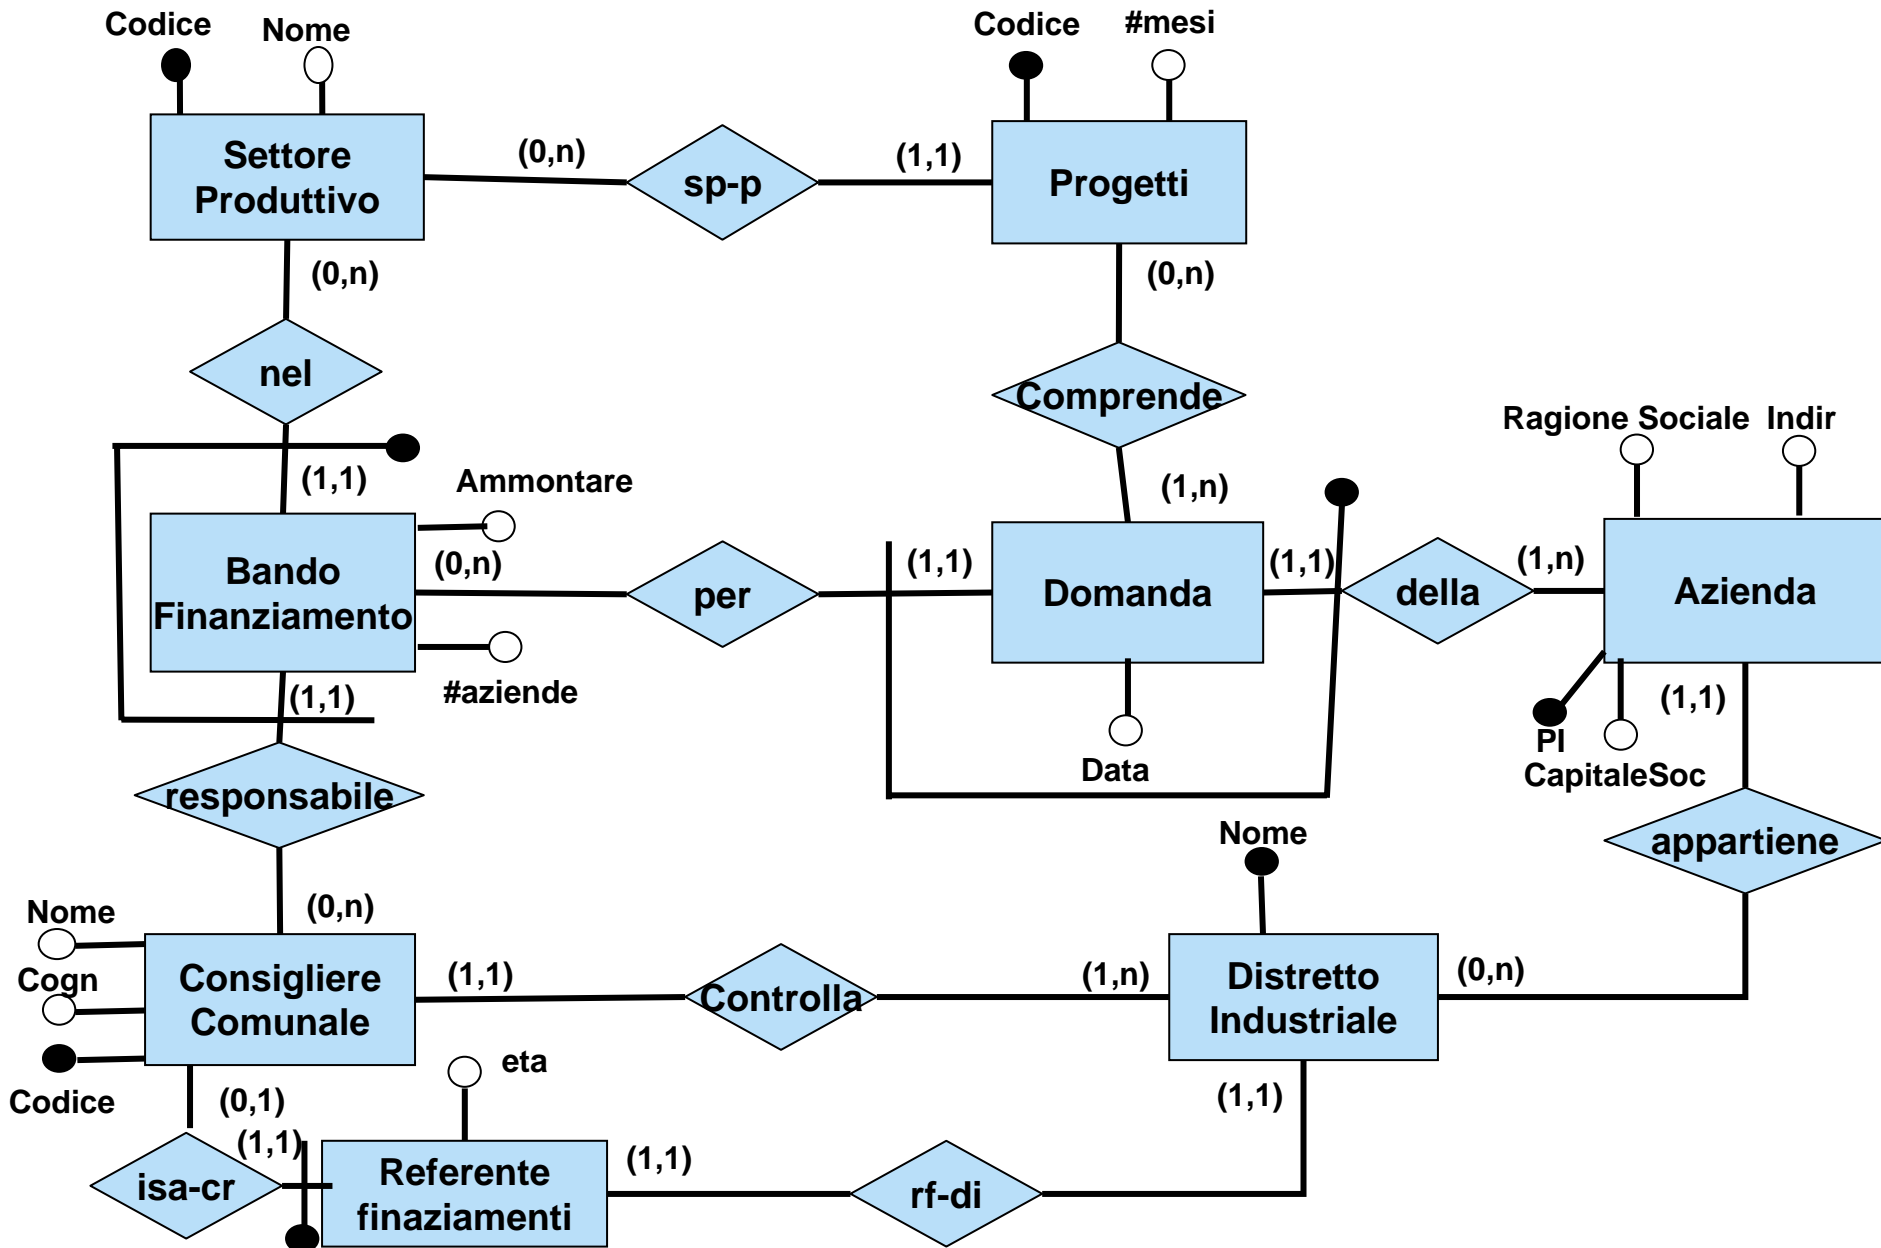 Codice
Nome
Codice
#mesi
Settore
Produttivo
(0,n)
sp-p
(1,1)
Progetti
(0,n)
(0,n)
nel
Comprende
Ragione Sociale
Indir
(1,1)
Ammontare
(1,n)
Bando
Finanziamento
(0,n)
per
(1,1)
Domanda
(1,1)
della
(1,n)
Azienda
#aziende
(1,1)
(1,1)
Data
PI
CapitaleSoc
responsabile
Nome
appartiene
(0,n)
Nome
Cogn
Codice
Consigliere
Comunale
(1,1)
Controlla
(1,n)
Distretto
Industriale
(0,n)
eta
(0,1)
(1,1)
(1,1)
isa-cr
Referente
finaziamenti
(1,1)
rf-di